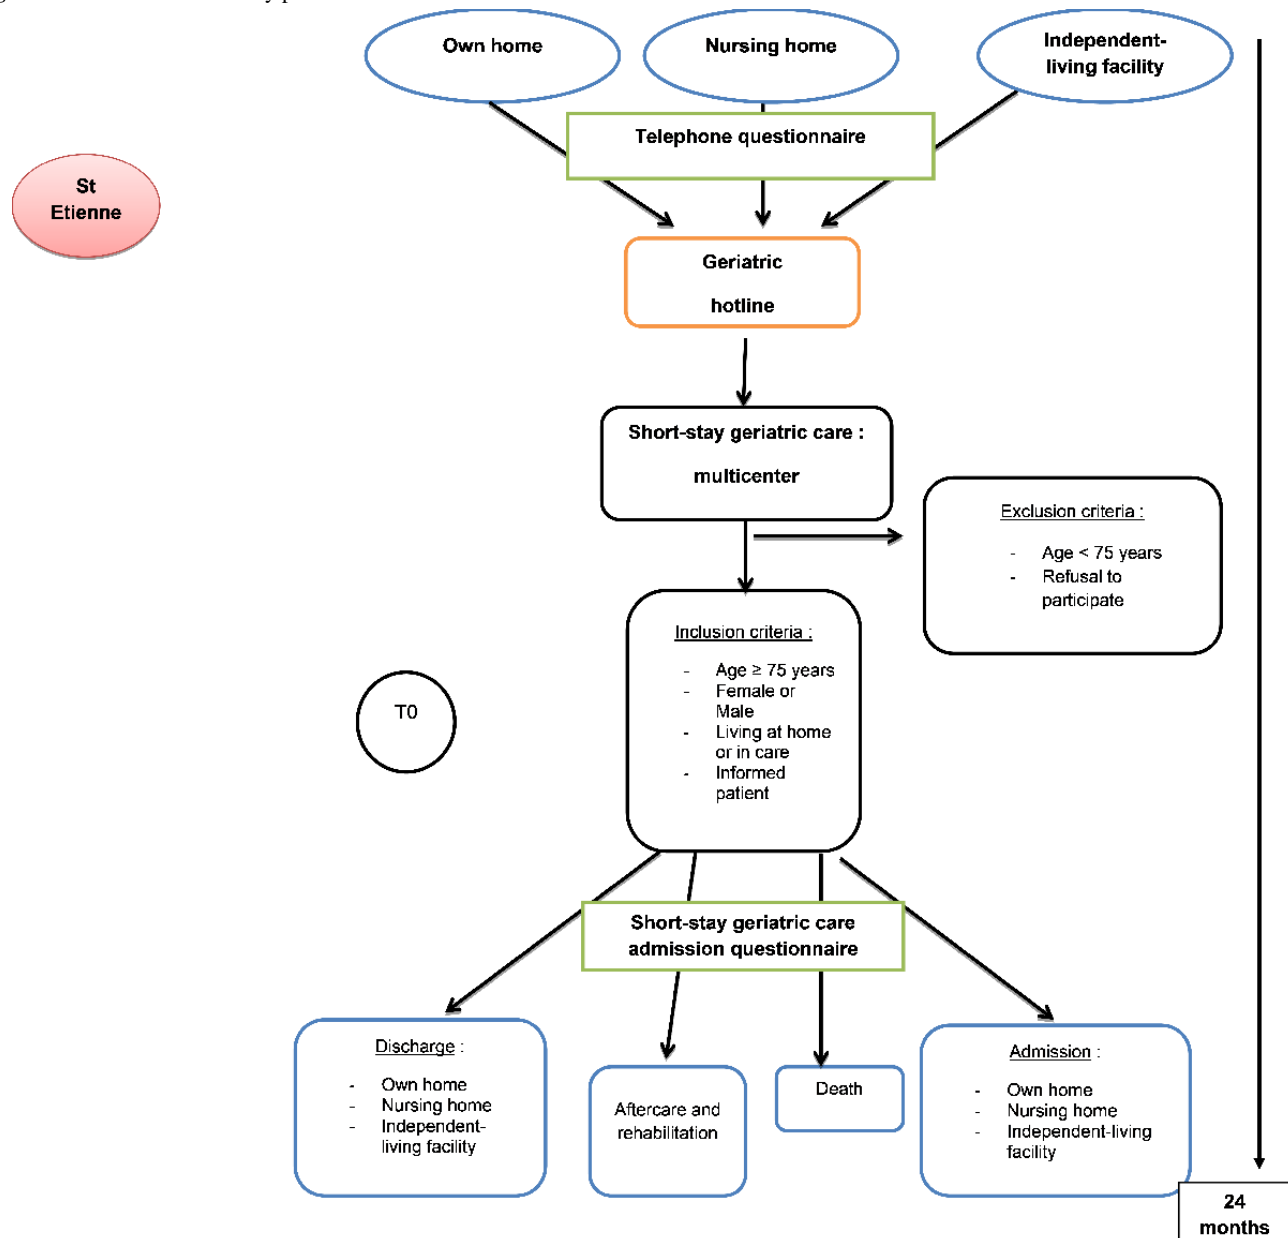 Own home
Nursing home
Independent-
living facility
Telephone questionnaire
St
Etienne
Geriatric
hotline
Short-stay geriatric care :
multicenter
Exclusion criteria :
- Age < 75 years
- Refusal to
participate
Inclusion criteria :
- Age ≥ 75 years
- Female or
Male
- Living at home
or in care
- Informed
patient
T0
Short-stay geriatric care
admission questionnaire
Discharge :
- Own home
- Nursing home
- Independent-
living facility
Aftercare and
rehabilitation
Death
Admission :
- Own home
- Nursing home
- Independent-living
facility
24
months